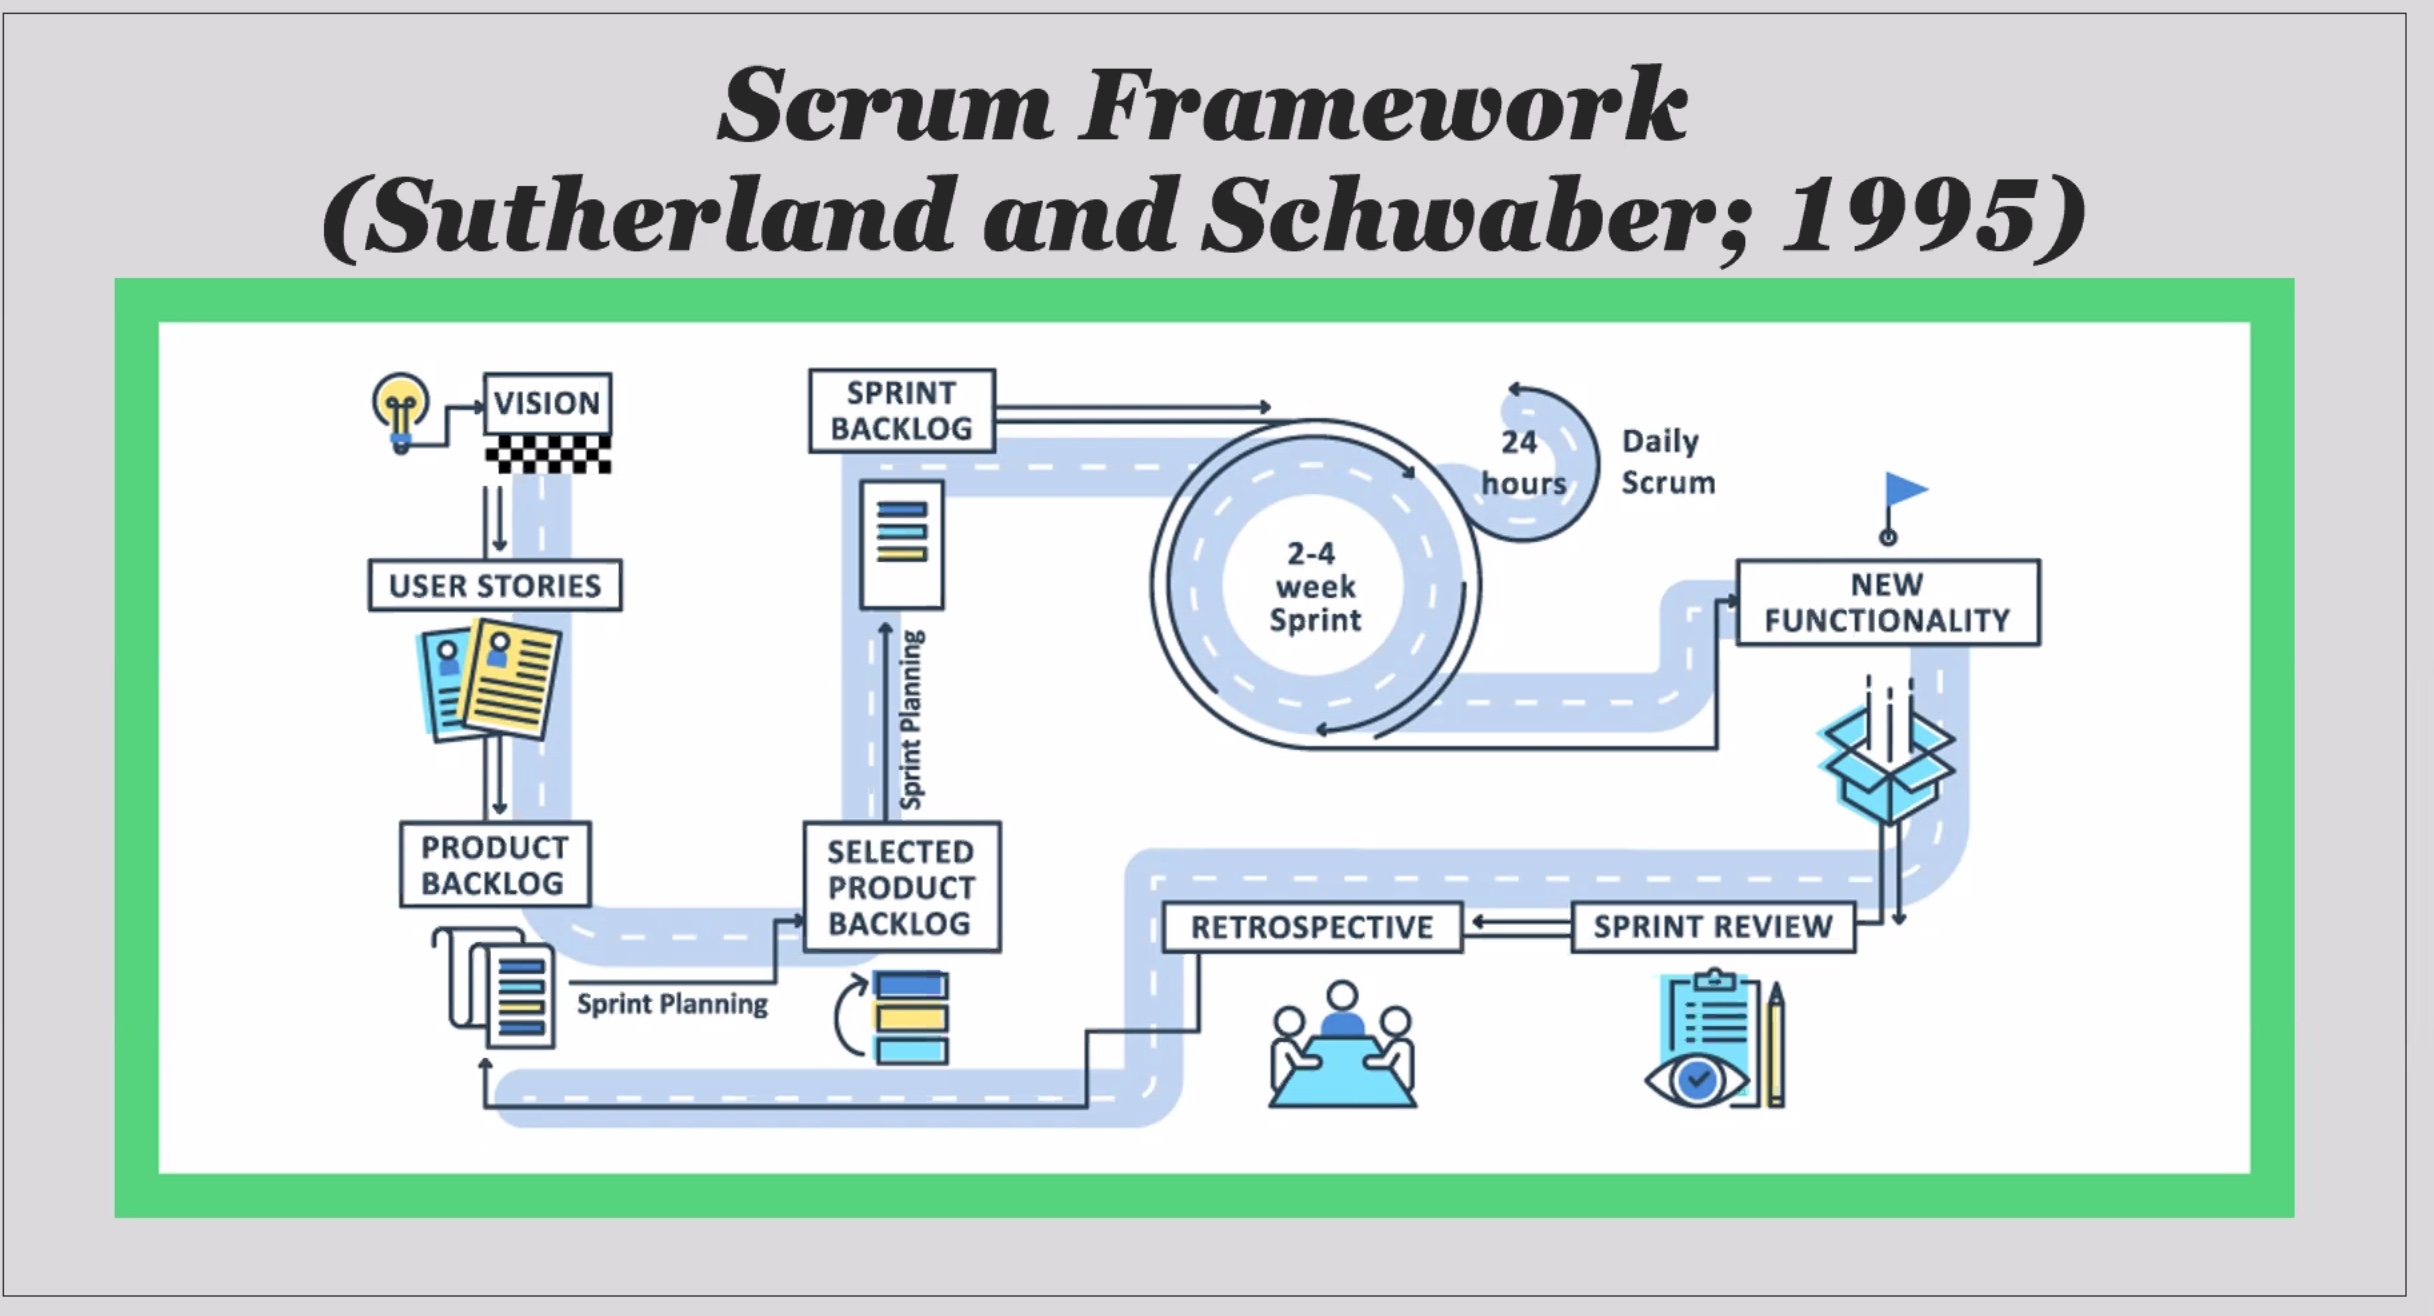 Scrum Framework
(Sutherland and Schwaber; 1995)
VISION
USER STORIES
PRODUCT
BACKLOG
Sprint Planning
SELECTED
PRODUCT
BACKLOG
Sprint Planning
SPRINT
BACKLOG
2-4
week
Sprint
24
hours
Daily
Scrum
NEW
FUNCTIONALITY
SPRINT REVIEW
RETROSPECTIVE